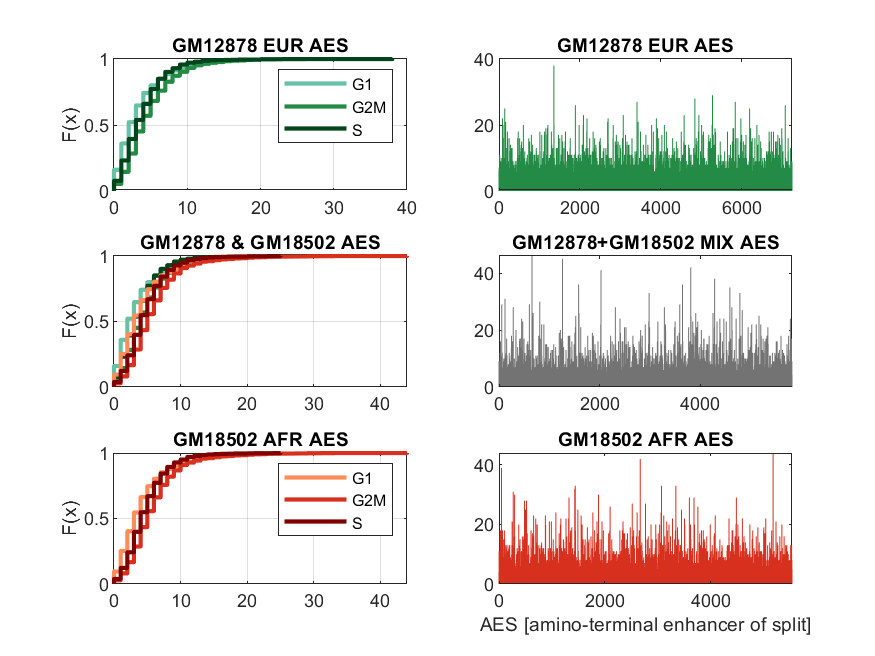 GM12878 EUR AES
1
0.5
0
F(x)
0 10 20 30 40
G1
G2M
S
GM12878 EUR AES
40
20
0
0 2000 4000 6000
GM12878 & GM18502 AES
1
0.5
0
F(x)
0 10 20 30 40
GM12878+GM18502 MIX AES
40
20
0
0 2000 4000
GM18502 AFR AES
1
0.5
0
F(x)
0 10 20 30 40
G1
G2M
S
GM18502 AFR AES
40
20
0
0 2000 4000
AES [amino-terminal enhancer of split]